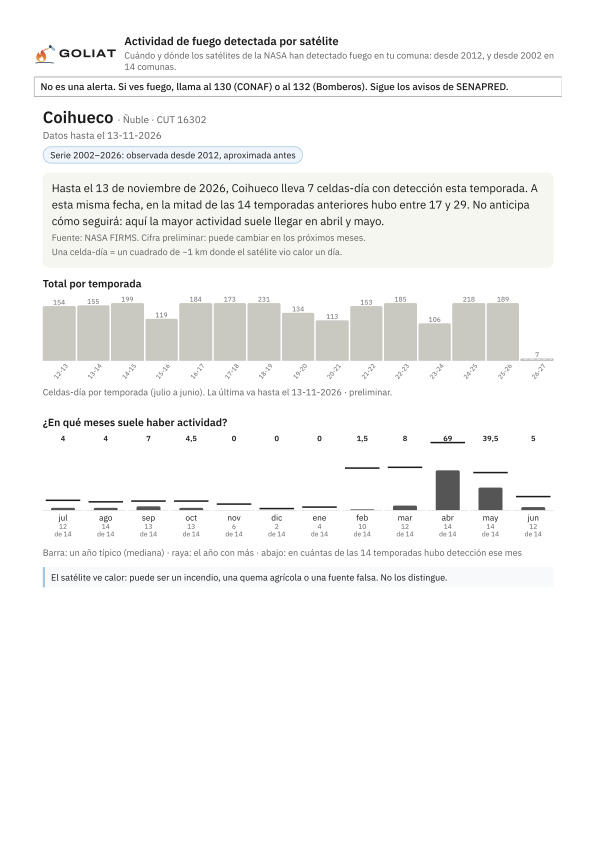 GOLIAT
Actividad de fuego detectada por satélite
Cuándo y dónde los satélites de la NASA han detectado fuego en tu comuna: desde 2012, y desde 2002 en
14 comunas.
No es una alerta. Si ves fuego, llama al 130 (CONAF) o al 132 (Bomberos). Sigue los avisos de SENAPRED.
Coihueco · Ñuble · CUT 16302
Datos hasta el 13-11-2026
Serie 2002–2026: observada desde 2012, aproximada antes
Hasta el 13 de noviembre de 2026, Coihueco lleva 7 celdas-día con detección esta temporada. A
esta misma fecha, en la mitad de las 14 temporadas anteriores hubo entre 17 y 29. No anticipa
cómo seguirá: aquí la mayor actividad suele llegar en abril y mayo.
Fuente: NASA FIRMS. Cifra preliminar: puede cambiar en los próximos meses.
Una celda-día = un cuadrado de ~1 km donde el satélite vio calor un día.
Total por temporada
154 155 199 119 184 173 231 134 113 153 185 106 218 189 7
12-13 13-14 14-15 15-16 16-17 17-18 18-19 19-20 20-21 21-22 22-23 23-24 24-25 25-26 26-27
Celdas-día por temporada (julio a junio). La última va hasta el 13-11-2026 · preliminar.
¿En qué meses suele haber actividad?
4 4 7 4,5 0 0 0 1,5 8 69 39,5 5
jul ago sep oct nov dic ene feb mar abr may jun
12 14 13 13 6 2 4 10 12 14 14 12
de 14 de 14 de 14 de 14 de 14 de 14 de 14 de 14 de 14 de 14 de 14 de 14
Barra: un año típico (mediana) · raya: el año con más · abajo: en cuántas de las 14 temporadas hubo detección ese mes
El satélite ve calor: puede ser un incendio, una quema agrícola o una fuente falsa. No los distingue.